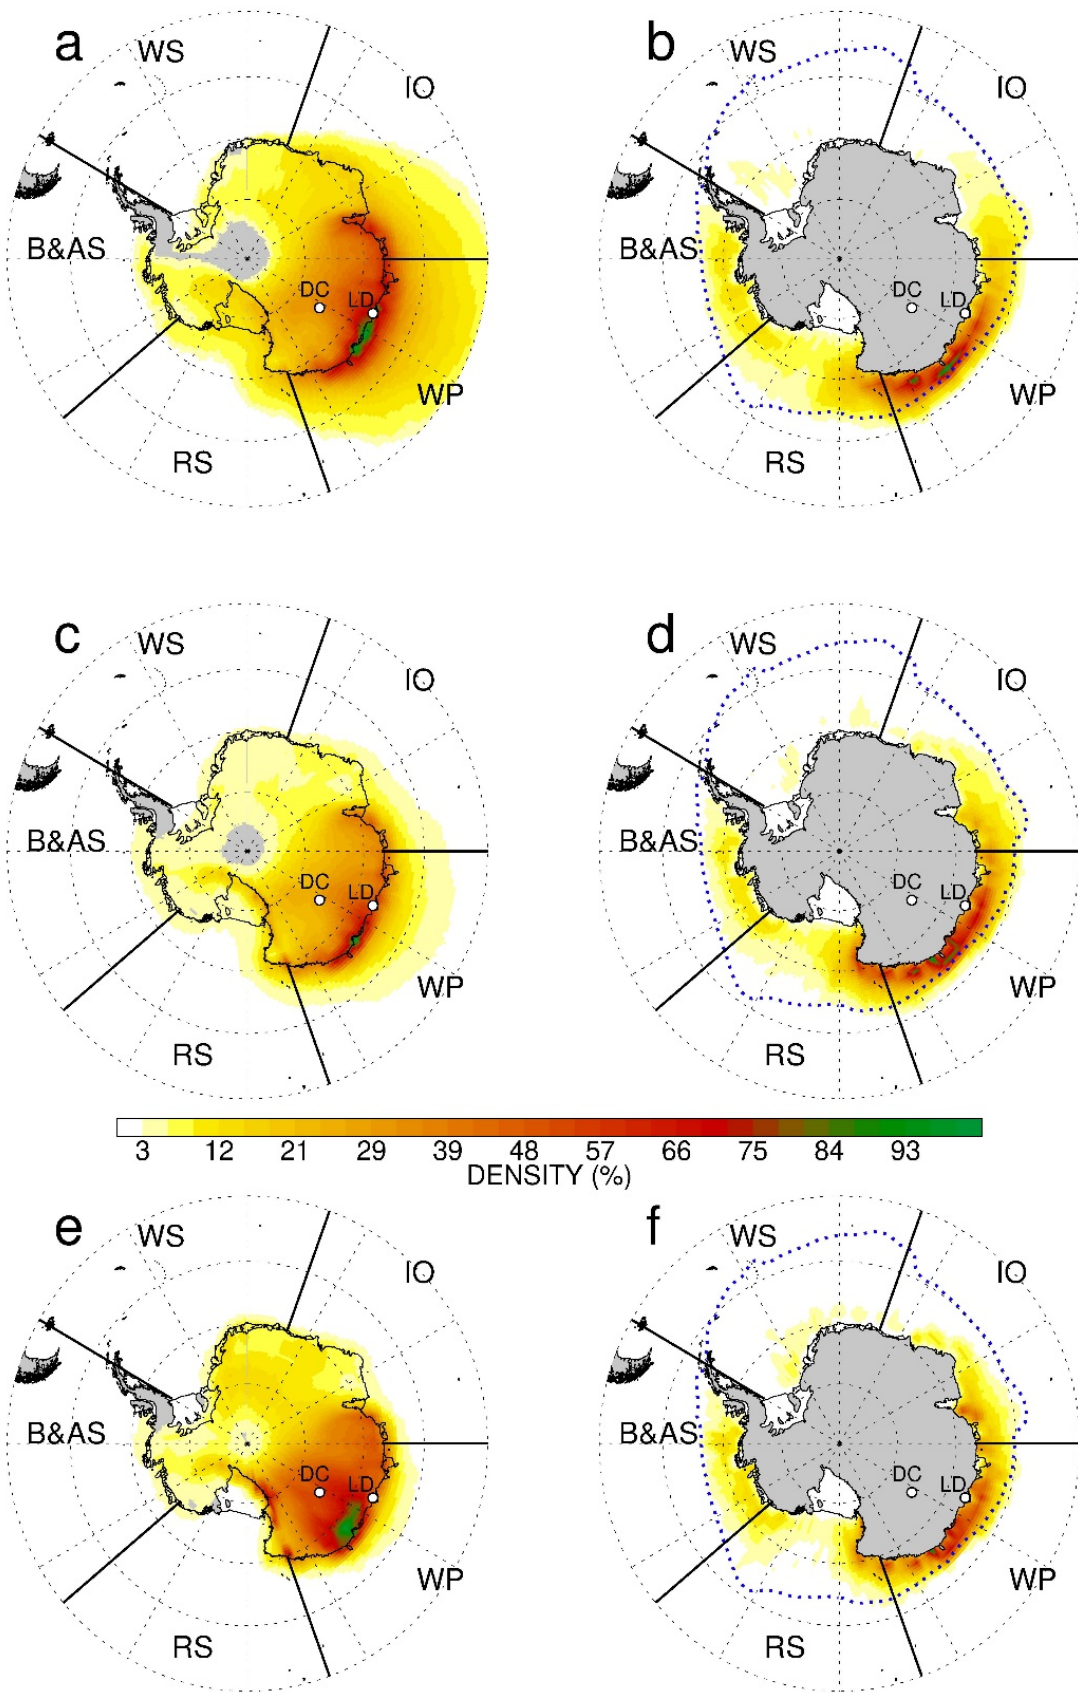 a
WS
IO
B&AS
DC
LD
WP
RS
b
WS
IO
B&AS
DC
LD
WP
RS
c
WS
IO
B&AS
DC
LD
WP
RS
d
WS
IO
B&AS
DC
LD
WP
RS
3 12 21 29 39 48 57 66 75 84 93
DENSITY (%)
e
WS
IO
B&AS
DC
LD
WP
RS
f
WS
IO
B&AS
DC
LD
WP
RS